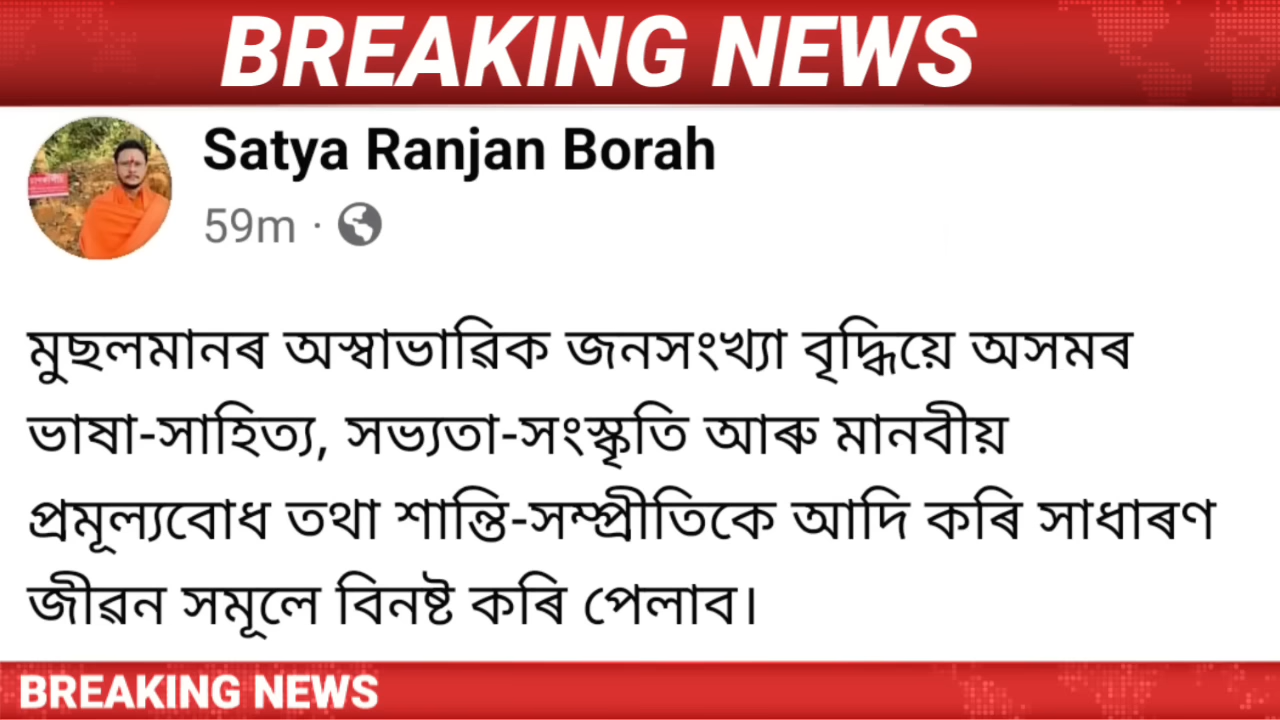 BREAKING NEWS
Satya Ranjan Borah
59m ·
মুছলমানৰ অস্বাভাৱিক জনসংখ্যা বৃদ্ধিয়ে অসমৰ
ভাষা-সাহিত্য, সভ্যতা-সংস্কৃতি আৰু মানবীয়
প্ৰমূল্যবোধ তথা শান্তি-সম্প্ৰীতিকে আদি কৰি সাধাৰণ
জীৱন সমূলে বিনষ্ট কৰি পেলাব।
BREAKING NEWS